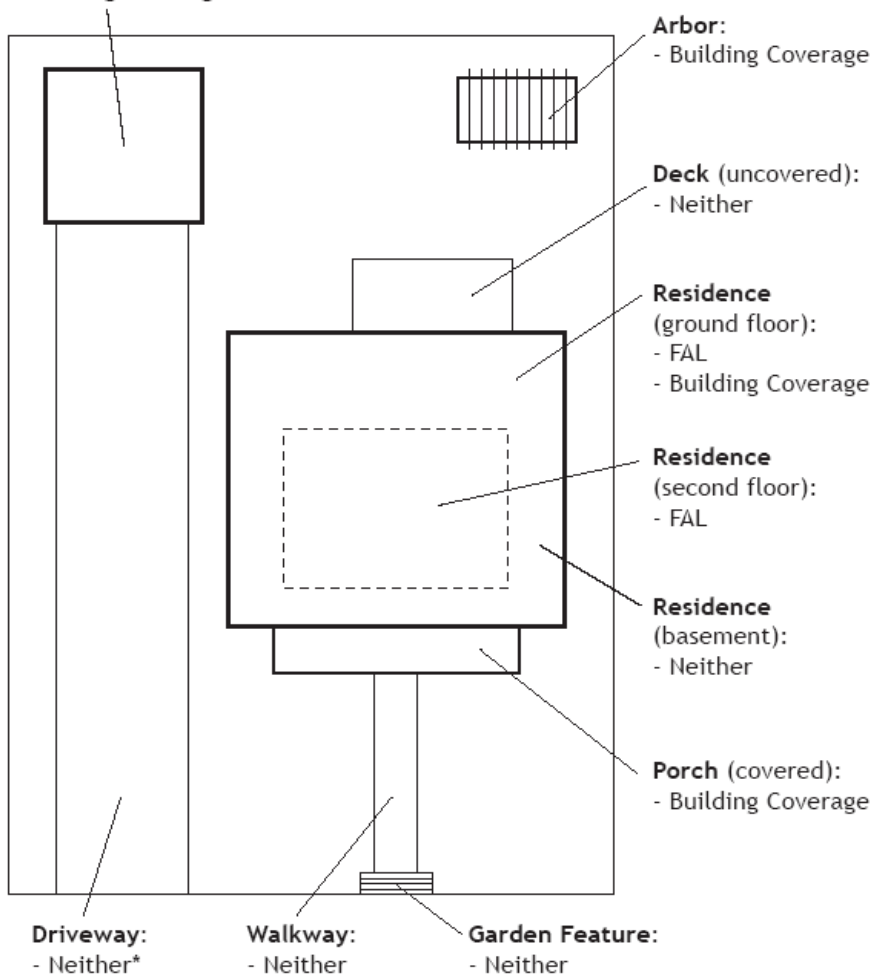 Arbor:
- Building Coverage
Deck (uncovered):
- Neither
Residence
(ground floor):
- FAL
- Building Coverage
Residence
(second floor):
- FAL
Residence
(basement):
- Neither
Porch (covered):
- Building Coverage
Driveway:
- Neither*
Walkway:
- Neither
Garden Feature:
- Neither